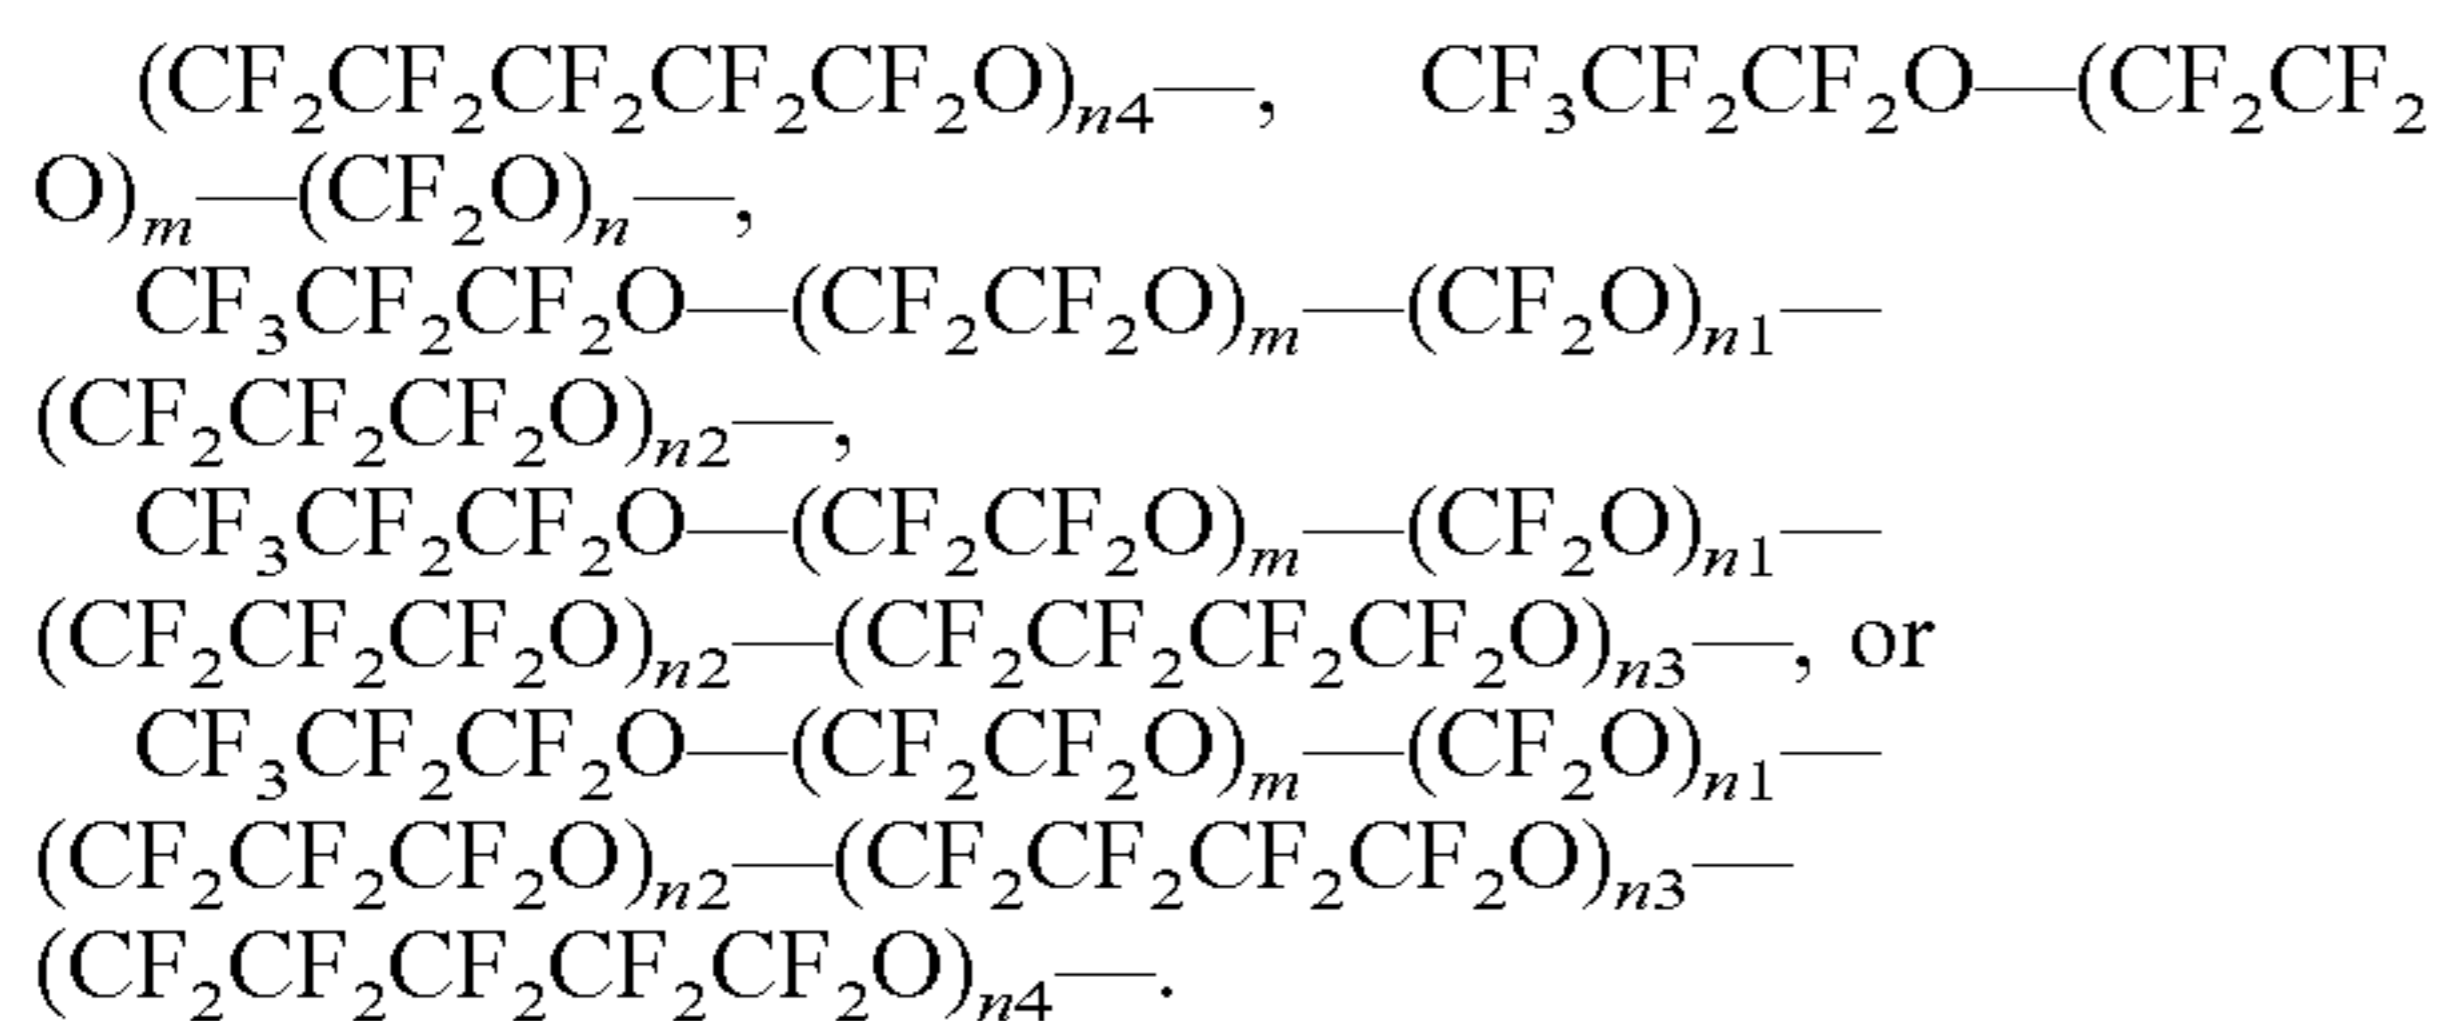 (CF₂CF₂CF₂CF₂CF₂O)ₙ₄—, CF₃CF₂CF₂O—(CF₂CF₂
O)ₘ—(CF₂O)ₙ—,
CF₃CF₂CF₂O—(CF₂CF₂O)ₘ—(CF₂O)ₙ₁—
(CF₂CF₂CF₂O)ₙ₂—,
CF₃CF₂CF₂O—(CF₂CF₂O)ₘ—(CF₂O)ₙ₁—
(CF₂CF₂CF₂O)ₙ₂—(CF₂CF₂CF₂CF₂O)ₙ₃—, or
CF₃CF₂CF₂O—(CF₂CF₂O)ₘ—(CF₂O)ₙ₁—
(CF₂CF₂CF₂O)ₙ₂—(CF₂CF₂CF₂CF₂O)ₙ₃—
(CF₂CF₂CF₂CF₂CF₂O)ₙ₄—.